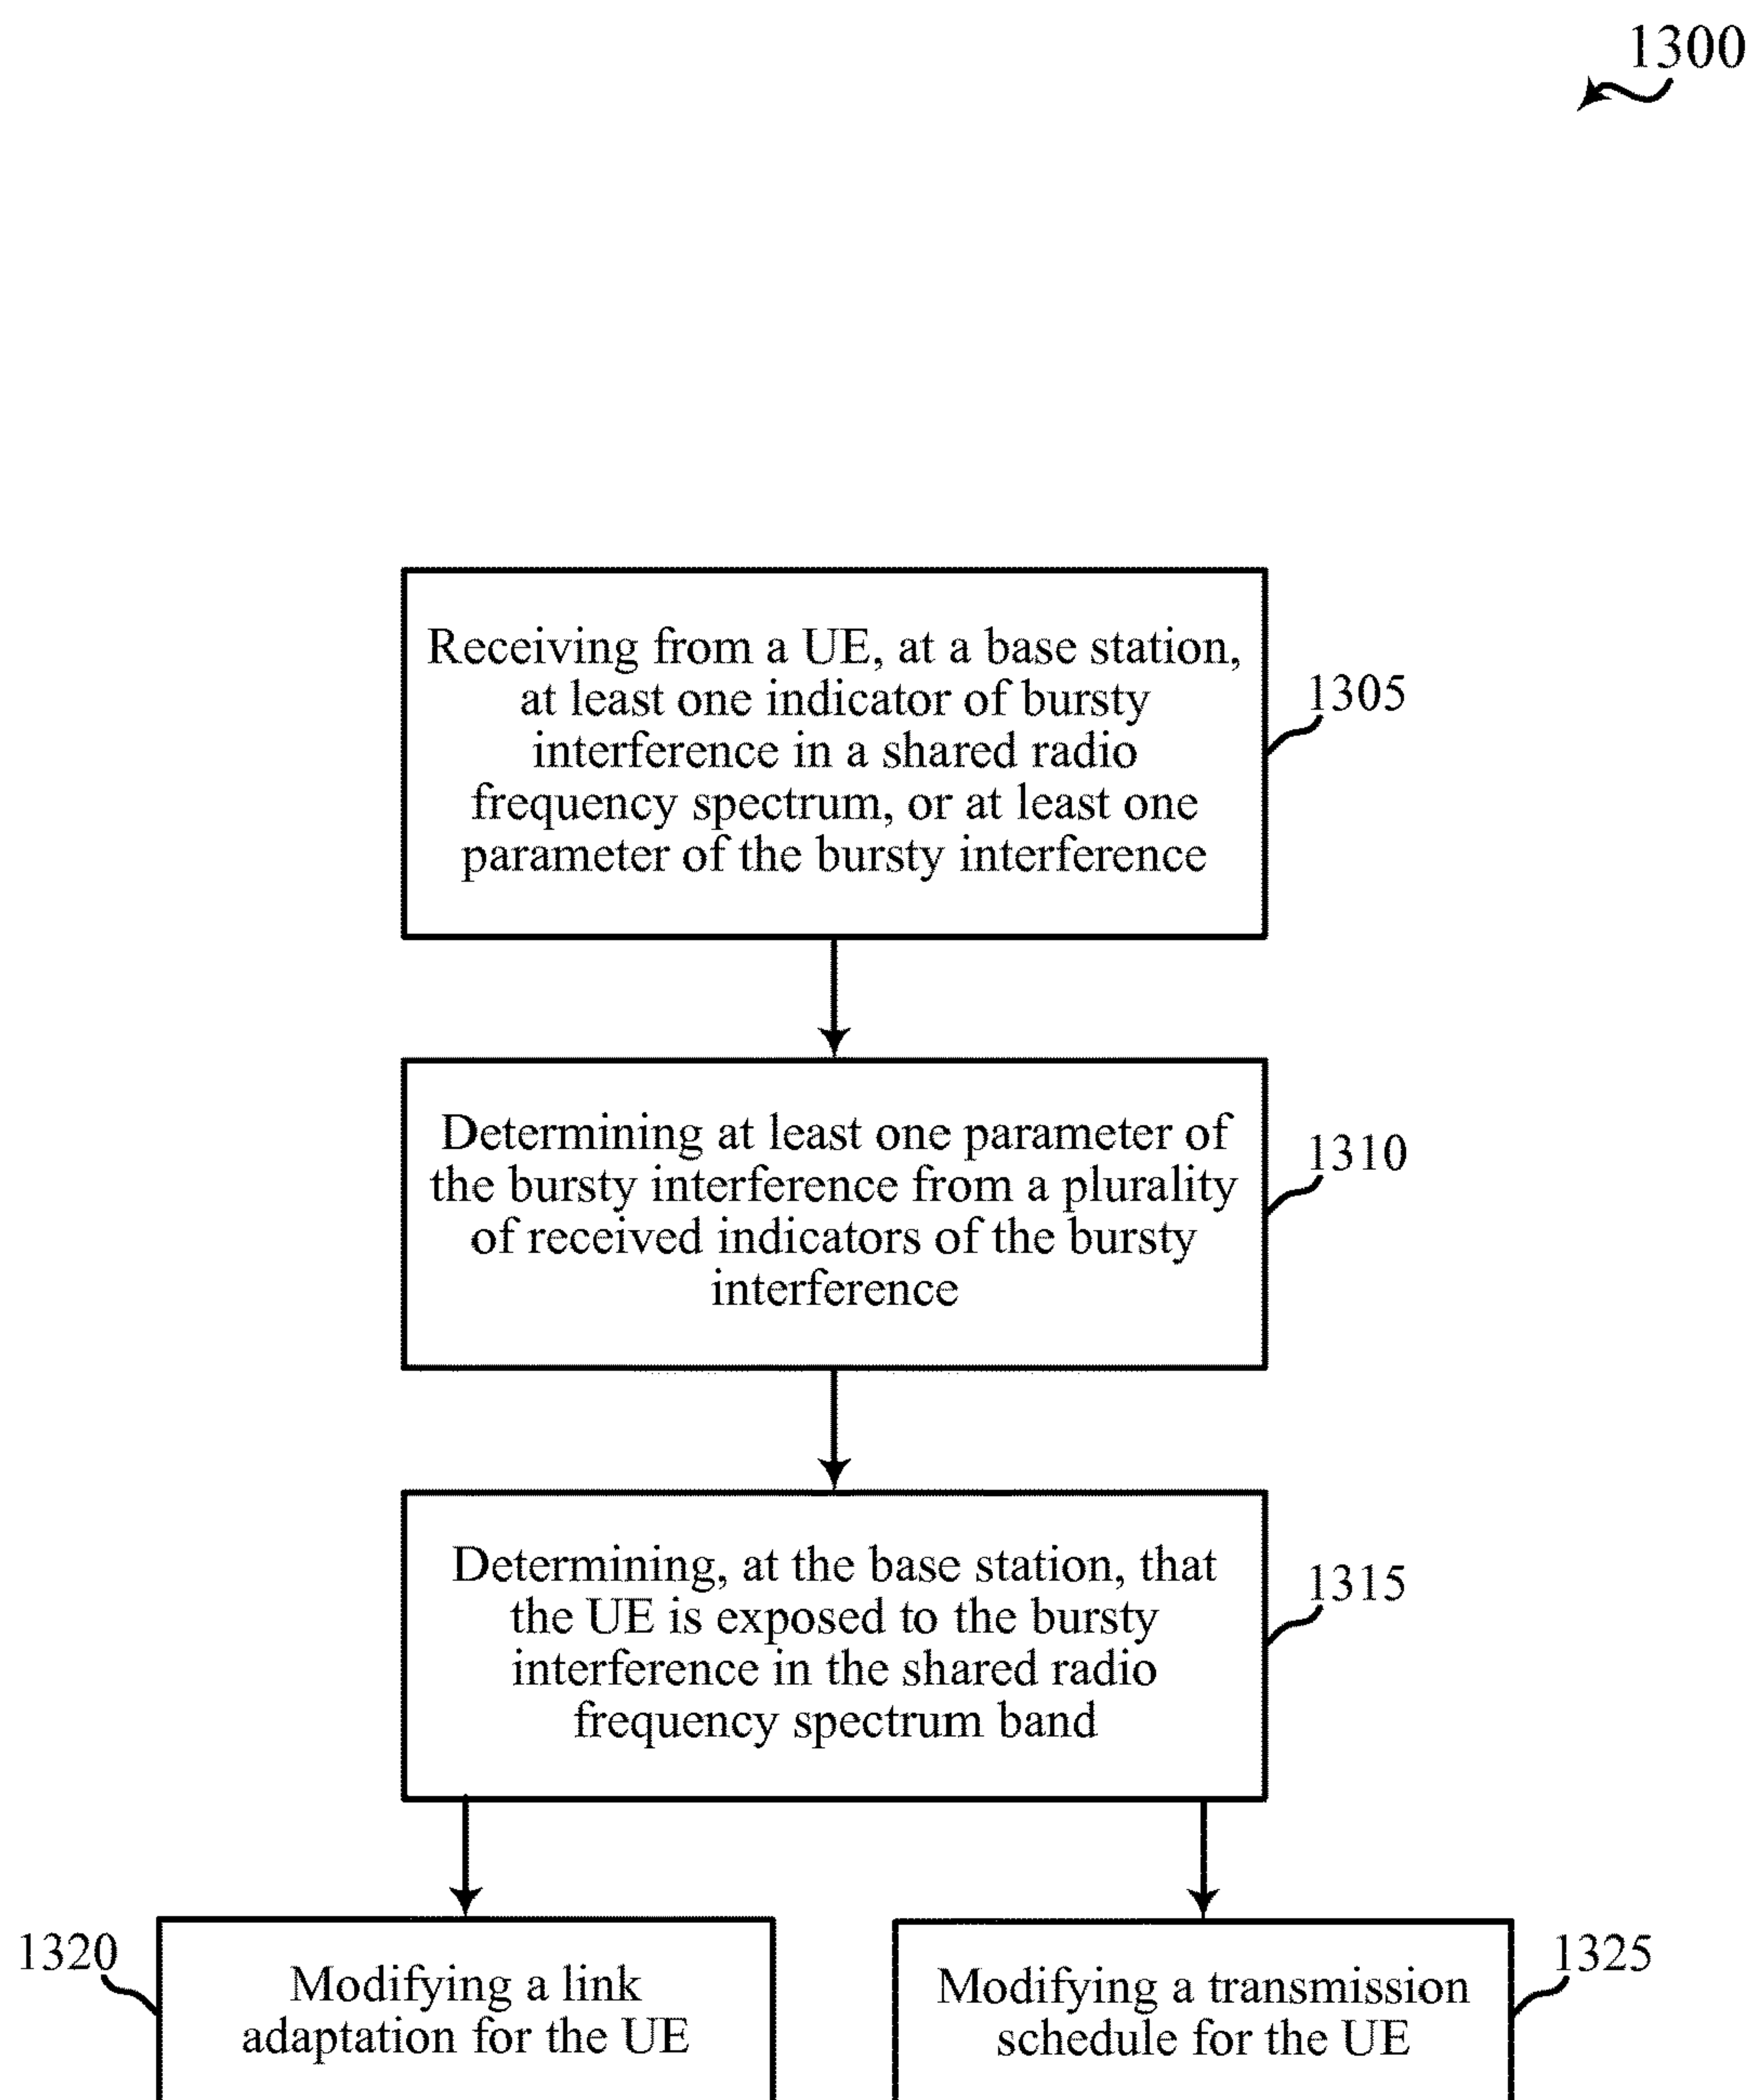 1300
Receiving from a UE, at a base station,
at least one indicator of bursty
interference in a shared radio
frequency spectrum, or at least one
parameter of the bursty interference
1305
Determining at least one parameter of
the bursty interference from a plurality
of received indicators of the bursty
interference
1310
Determining, at the base station, that
the UE is exposed to the bursty
interference in the shared radio
frequency spectrum band
1315
1320
Modifying a link
adaptation for the UE
Modifying a transmission
schedule for the UE
1325